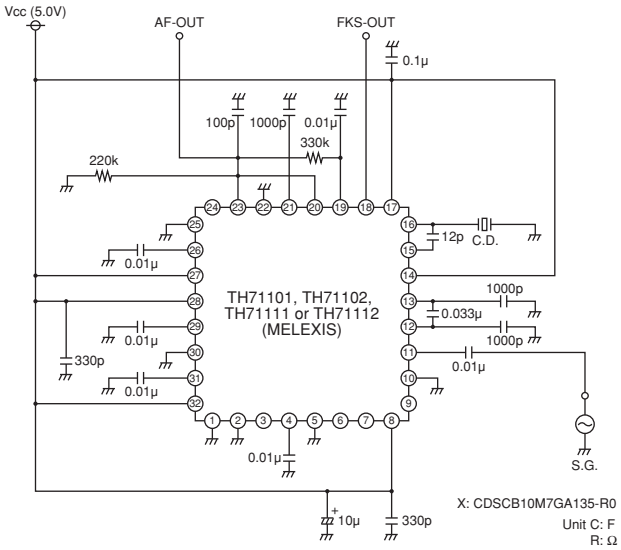 Vcc (5.0V)
AF-OUT
FKS-OUT
0.1µ
100p
1000p
0.01µ
330k
220k
24
23
22
21
20
19
18
17
25
26
27
28
29
30
31
32
16
15
14
13
12
11
10
9
1
2
3
4
5
6
7
8
12p
C.D.
0.01µ
TH71101, TH71102,
TH71111 or TH71112
(MELEXIS)
1000p
0.033µ
1000p
0.01µ
0.01µ
330p
0.01µ
0.01µ
S.G.
+
10µ
330p
X: CDSCB10M7GA135-R0
Unit C: F
R: Ω